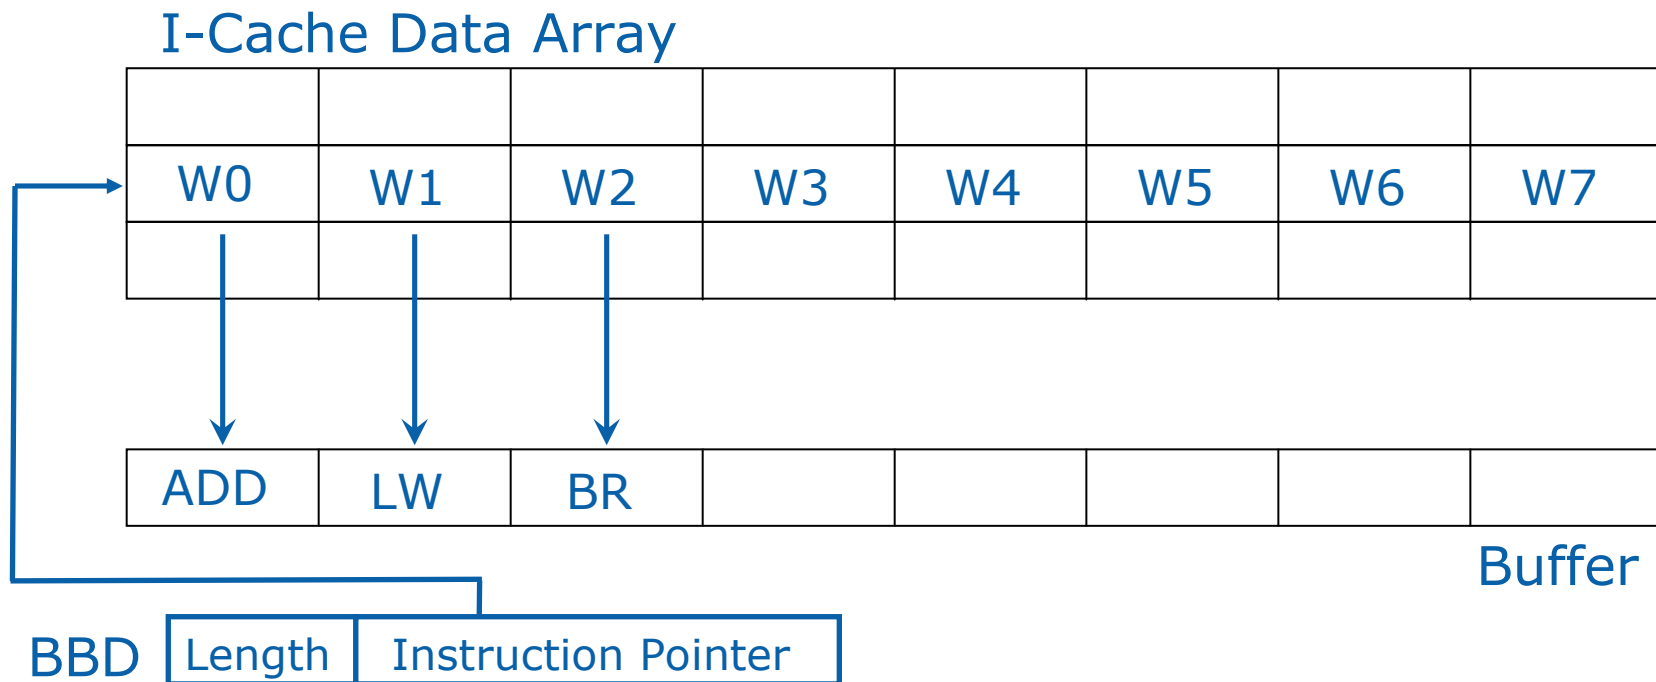 I-Cache Data Array
W0 W1 W2 W3 W4 W5 W6 W7
ADD LW BR
Buffer
BBD Length Instruction Pointer